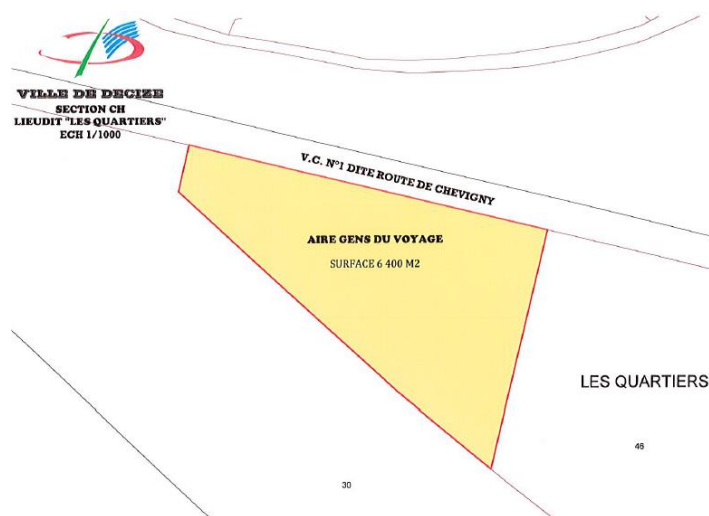 VILLE DE DECIZE
SECTION CH
LIEUDIT "LES QUARTIERS"
ECH 1/1000
V.C. N°1 DITE ROUTE DE CHEVIGNY
AIRE GENS DU VOYAGE
SURFACE 6 400 M2
LES QUARTIERS
46
30